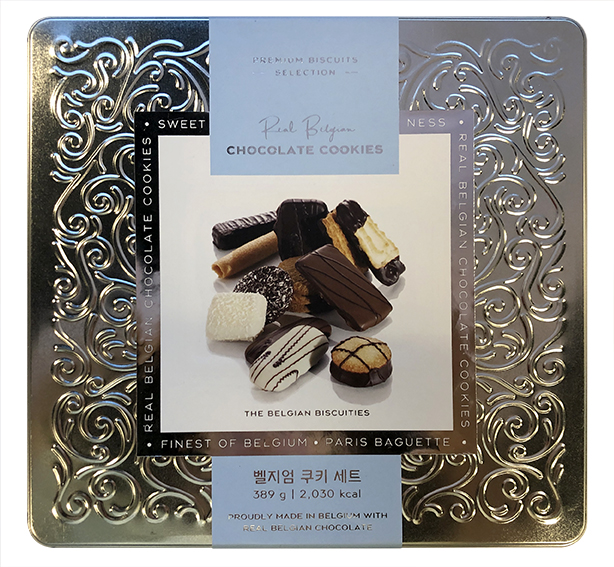 PREMIUM BISCUITS
SELECTION
Real Belgian
CHOCOLATE COOKIES
SWEET
NESS
REAL BELGIAN CHOCOLATE COOKIES
REAL BELGIAN CHOCOLATE COOKIES
THE BELGIAN BISCUITIES
FINEST OF BELGIUM • PARIS BAGUETTE
벨지엄 쿠키 세트
389 g | 2,030 kcal
PROUDLY MADE IN BELGIUM WITH
REAL BELGIAN CHOCOLATE